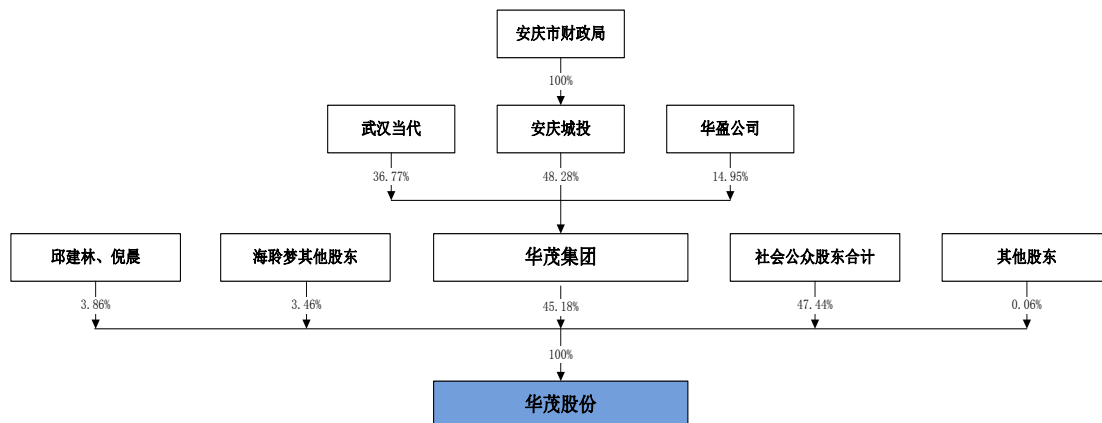 安庆市财政局
100%
武汉当代
安庆城投
华盈公司
36.77%
48.28%
14.95%
邱建林、倪晨
海聆梦其他股东
华茂集团
社会公众股东合计
其他股东
3.86%
3.46%
45.18%
47.44%
0.06%
100%
华茂股份